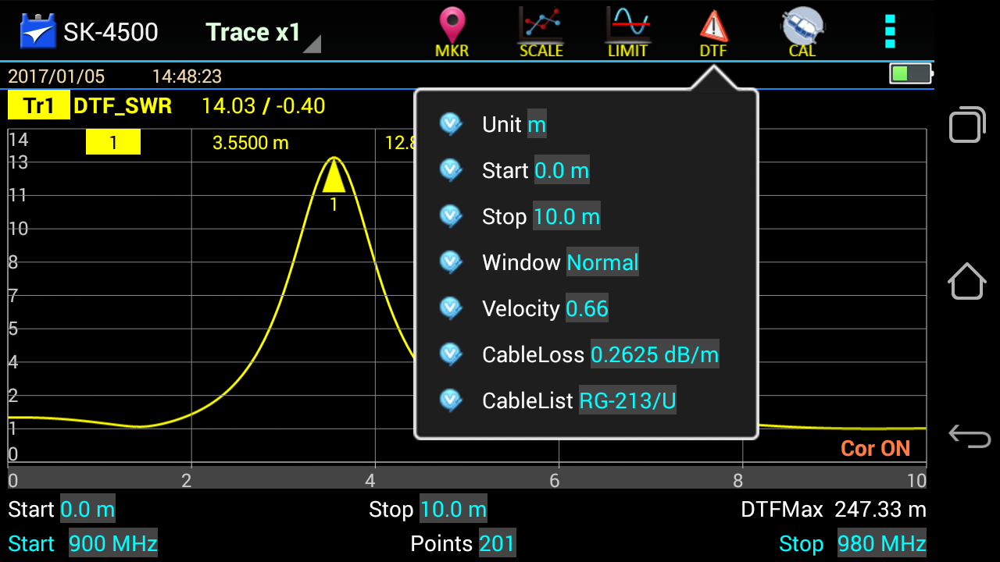 SK-4500 Trace x1 MKR SCALE LIMIT DTF CAL
2017/01/05 14:48:23
Tr1 DTF_SWR 14.03 / -0.40
1 3.5500 m 12.8
14
13
11
10
8
7
5
4
2
1
0
1
Unit m
Start 0.0 m
Stop 10.0 m
Window Normal
Velocity 0.66
CableLoss 0.2625 dB/m
CableList RG-213/U
Cor ON
0 2 4 6 8 10
Start 0.0 m Stop 10.0 m DTFMax 247.33 m
Start 900 MHz Points 201 Stop 980 MHz